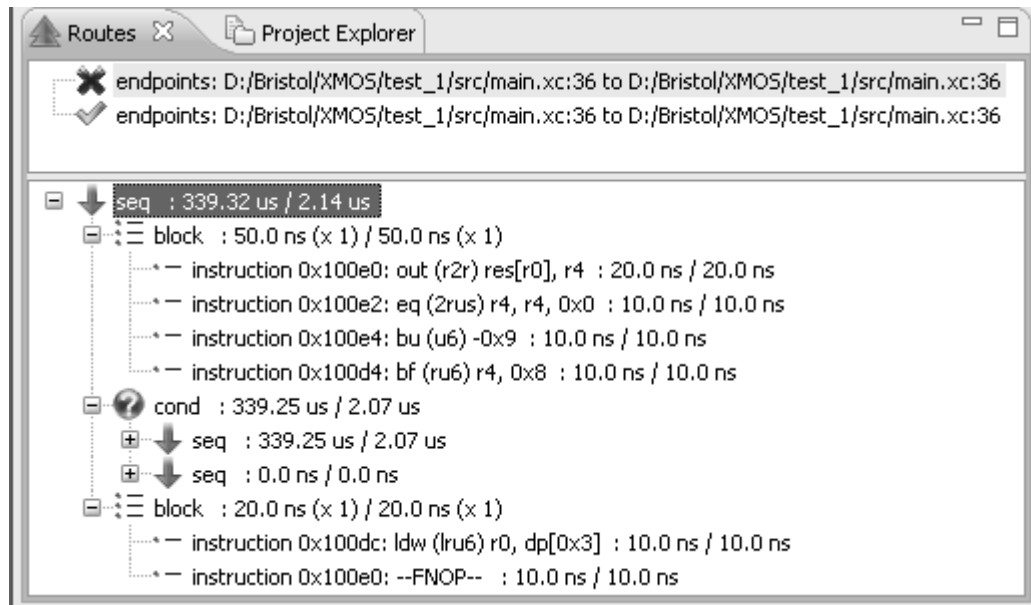 Routes Project Explorer
endpoints: D:/Bristol/XMOS/test_1/src/main.xc:36 to D:/Bristol/XMOS/test_1/src/main.xc:36
endpoints: D:/Bristol/XMOS/test_1/src/main.xc:36 to D:/Bristol/XMOS/test_1/src/main.xc:36
seq : 339.32 us / 2.14 us
block : 50.0 ns (x 1) / 50.0 ns (x 1)
instruction 0x100e0: out (r2r) res[r0], r4 : 20.0 ns / 20.0 ns
instruction 0x100e2: eq (2rus) r4, r4, 0x0 : 10.0 ns / 10.0 ns
instruction 0x100e4: bu (u6) -0x9 : 10.0 ns / 10.0 ns
instruction 0x100d4: bf (ru6) r4, 0x8 : 10.0 ns / 10.0 ns
cond : 339.25 us / 2.07 us
seq : 339.25 us / 2.07 us
seq : 0.0 ns / 0.0 ns
block : 20.0 ns (x 1) / 20.0 ns (x 1)
instruction 0x100dc: ldw (lru6) r0, dp[0x3] : 10.0 ns / 10.0 ns
instruction 0x100e0: --FNOP-- : 10.0 ns / 10.0 ns